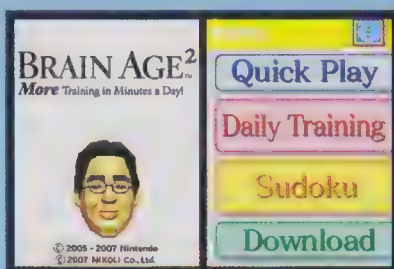 BRAIN AGE²™
More Training in Minutes a Day!
© 2005 - 2007 Nintendo
© 2007 NIKOLI Co., Ltd.
Quick Play
Daily Training
Sudoku
Download